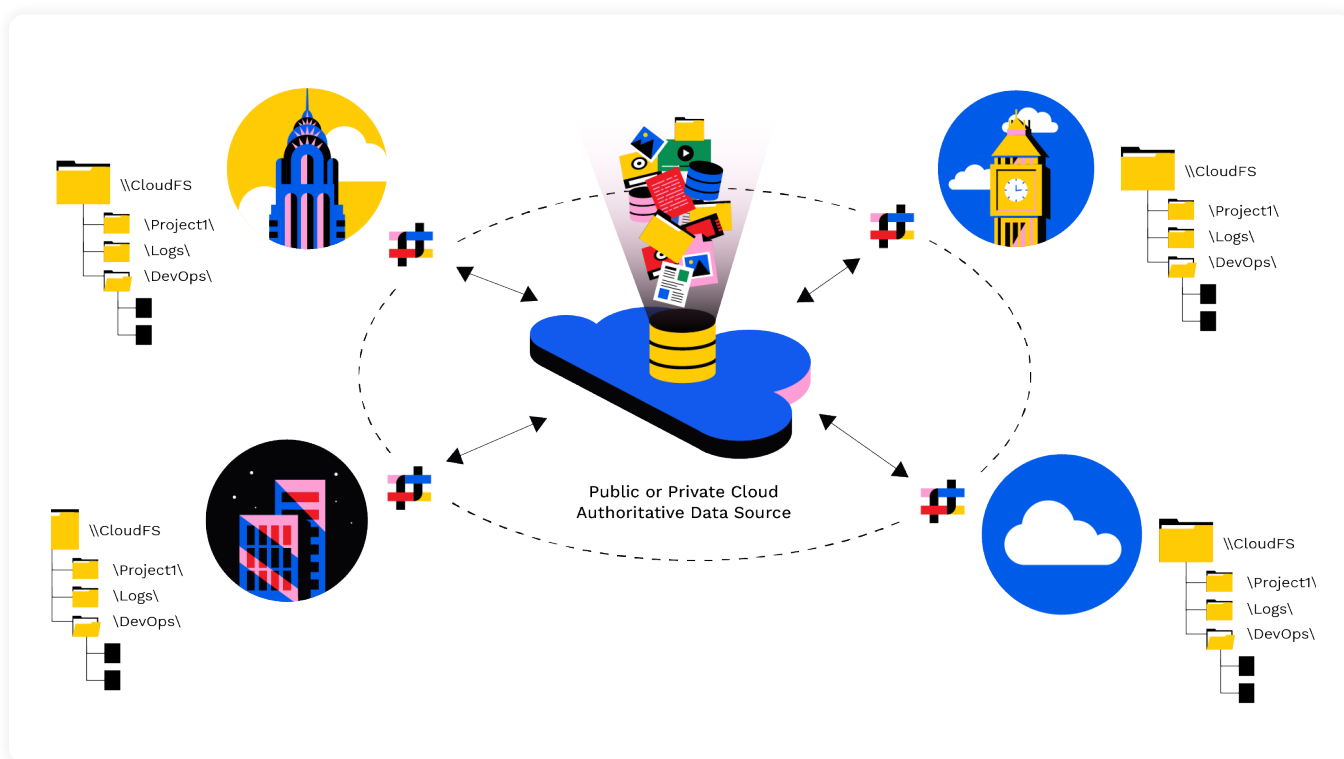 \\CloudFS
\Project1\
\Logs\
\DevOps\
\\CloudFS
\Project1\
\Logs\
\DevOps\
Public or Private Cloud
Authoritative Data Source
\\CloudFS
\Project1\
\Logs\
\DevOps\
\\CloudFS
\Project1\
\Logs\
\DevOps\